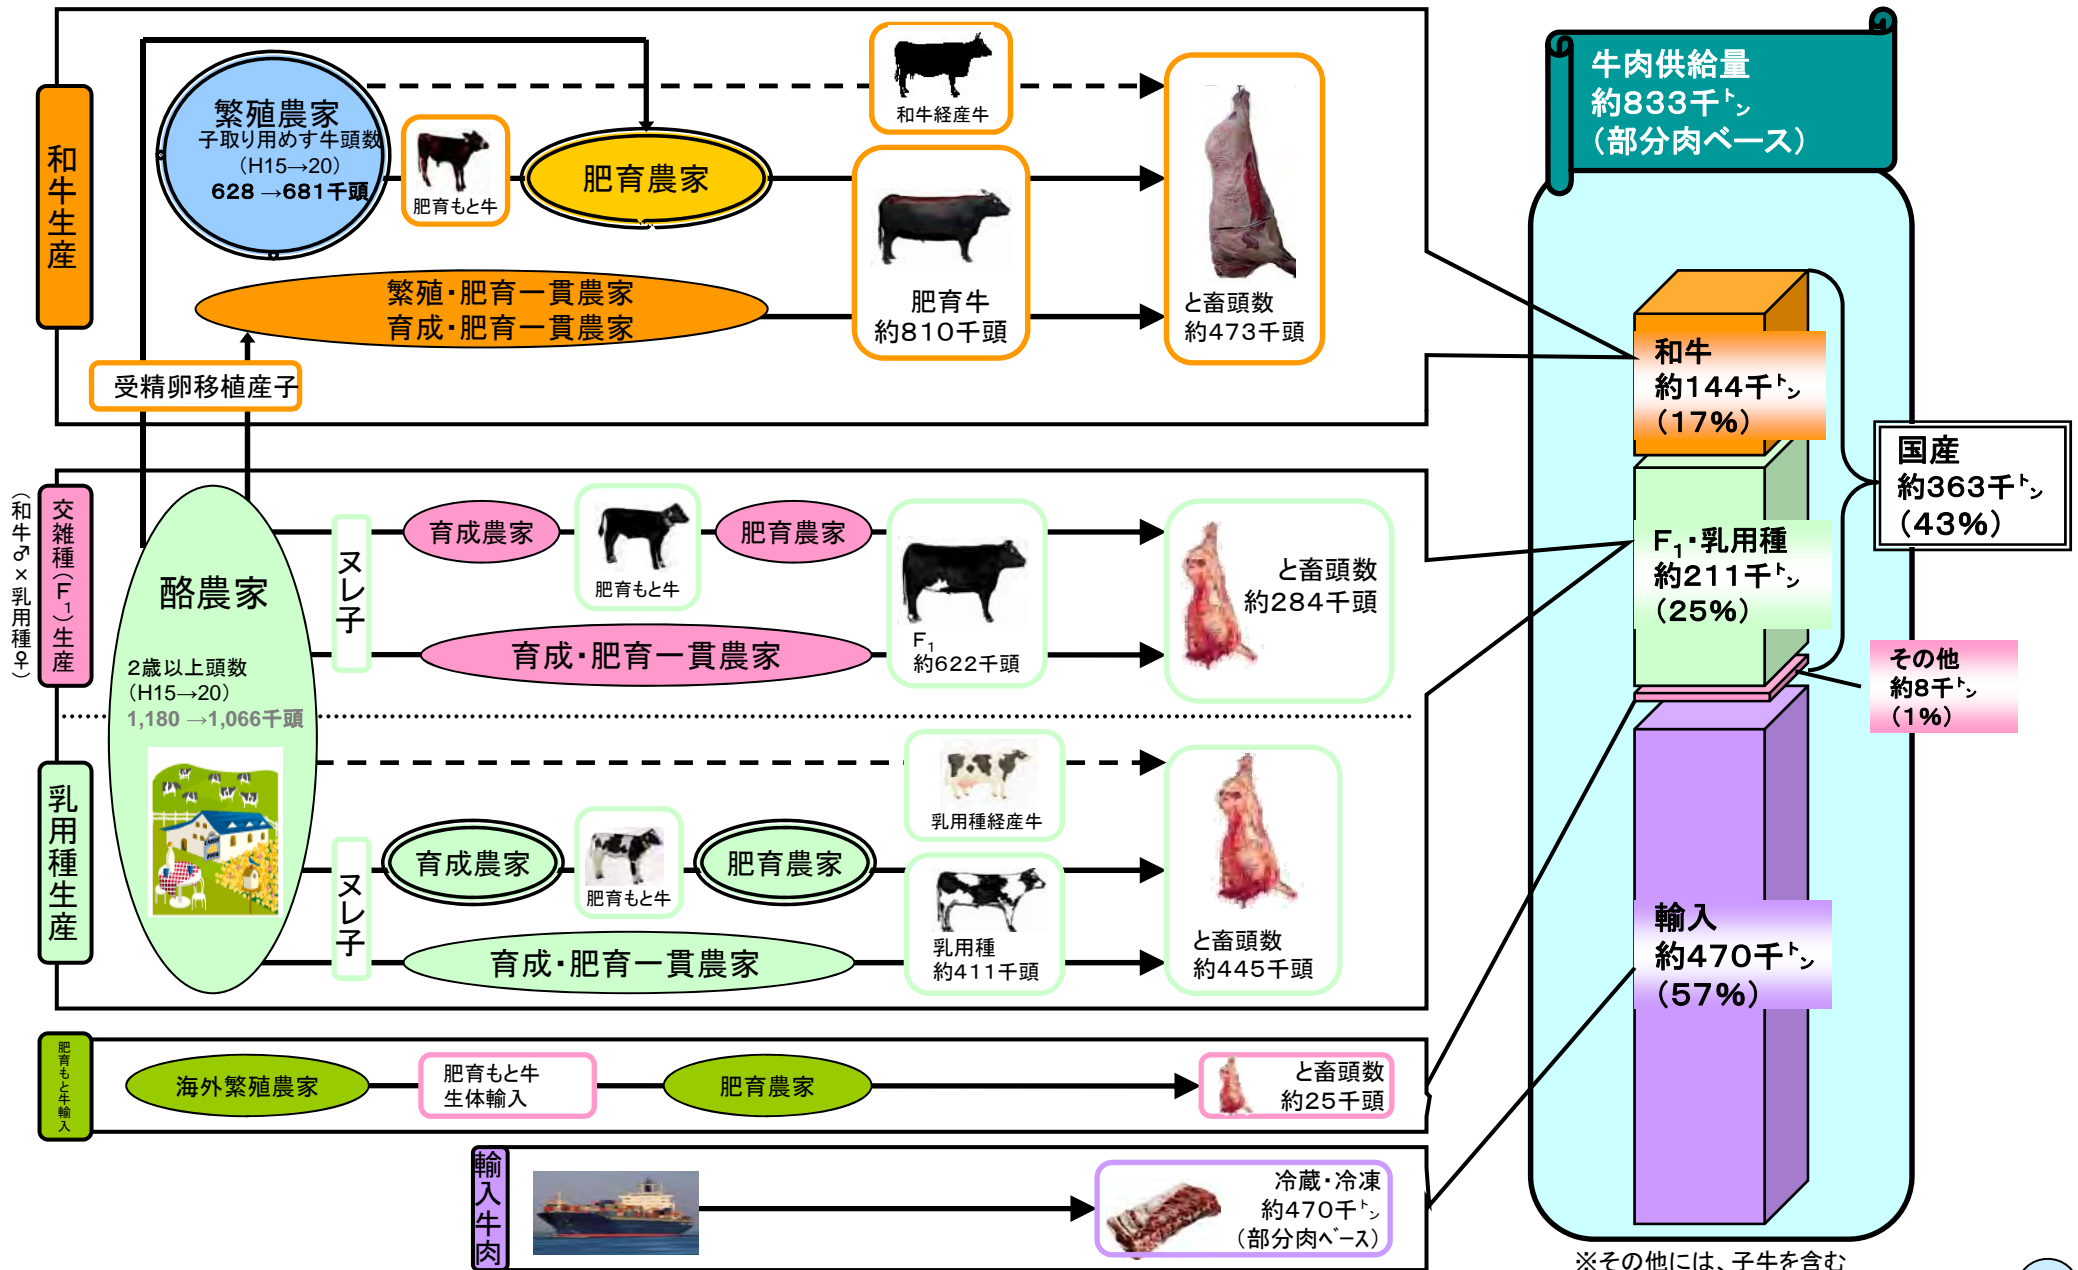 和牛生産
繁殖農家
子取り用めす牛頭数
(H15→20)
628 →681千頭
肥育もと牛
肥育農家
和牛経産牛
肥育牛
約810千頭
と畜頭数
約473千頭
繁殖・肥育一貫農家
育成・肥育一貫農家
受精卵移植産子
(和牛♂×乳用種♀)
交雑種(F1)生産
酪農家
2歳以上頭数
(H15→20)
1,180 →1,066千頭
ヌレ子
育成農家
肥育もと牛
肥育農家
育成・肥育一貫農家
F1
約622千頭
と畜頭数
約284千頭
乳用種生産
ヌレ子
育成農家
肥育もと牛
肥育農家
育成・肥育一貫農家
乳用種経産牛
乳用種
約411千頭
と畜頭数
約445千頭
肥育もと牛輸入
海外繁殖農家
肥育もと牛
生体輸入
肥育農家
と畜頭数
約25千頭
輸入牛肉
冷蔵・冷凍
約470千㌧
(部分肉ベース)
牛肉供給量
約833千㌧
(部分肉ベース)
和牛
約144千㌧
(17%)
国産
約363千㌧
(43%)
F1・乳用種
約211千㌧
(25%)
その他
約8千㌧
(1%)
輸入
約470千㌧
(57%)
※その他には、子牛を含む